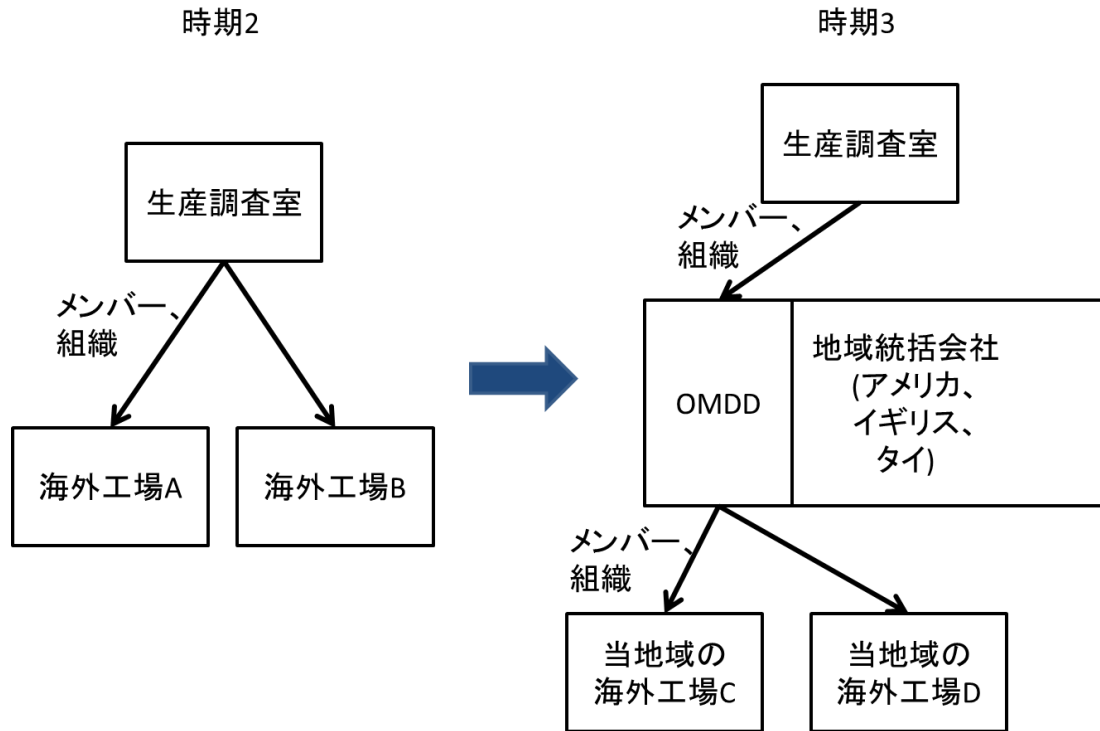 時期2
生産調査室
メンバー、
組織
海外工場A
海外工場B
時期3
生産調査室
メンバー、
組織
OMDD
地域統括会社
(アメリカ、
イギリス、
タイ)
メンバー、
組織
当地域の
海外工場C
当地域の
海外工場D